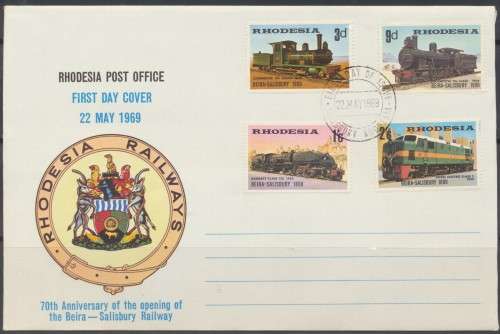 RHODESIA POST OFFICE
FIRST DAY COVER
22 MAY 1969
RHODESIA RAILWAYS
70th Anniversary of the opening of
the Beira — Salisbury Railway
RHODESIA
3d
BEIRA-SALISBURY 1899
RHODESIA
9d
BEIRA-SALISBURY 1899
22 MAY 1969
RHODESIA
1/6
BEIRA-SALISBURY 1899
RHODESIA
2/6
BEIRA-SALISBURY 1899